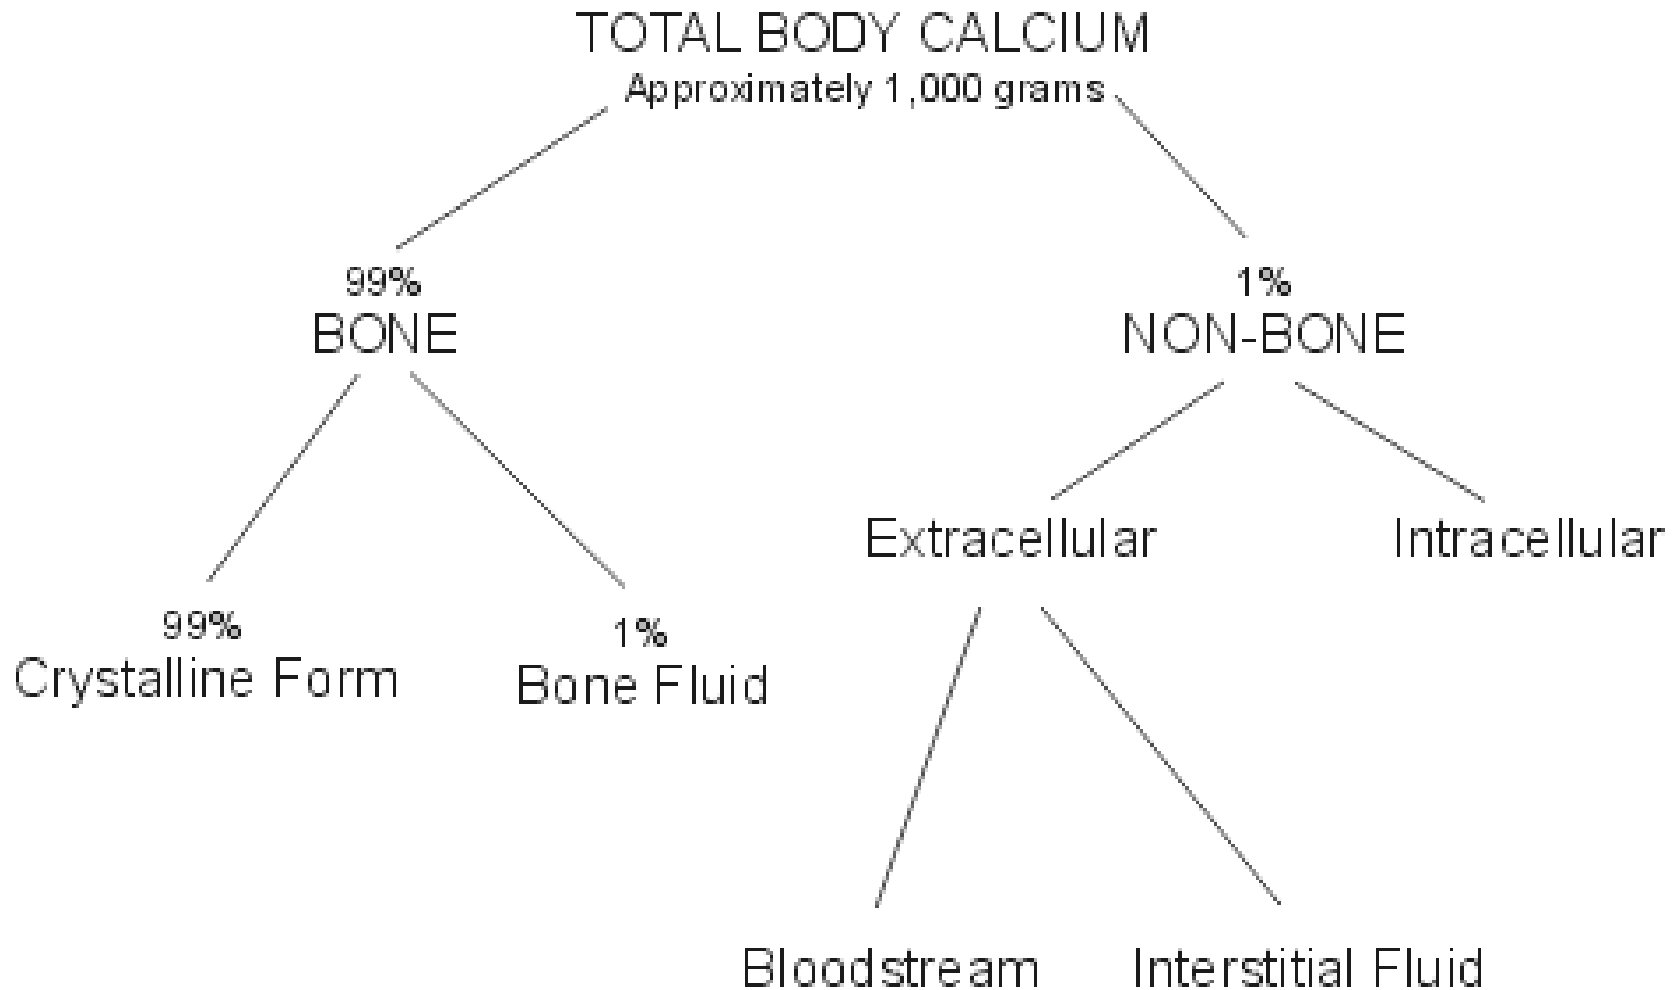 TOTAL BODY CALCIUM
Approximately 1,000 grams
99%
BONE
1%
NON-BONE
Extracellular
Intracellular
99%
Crystalline Form
1%
Bone Fluid
Bloodstream
Interstitial Fluid